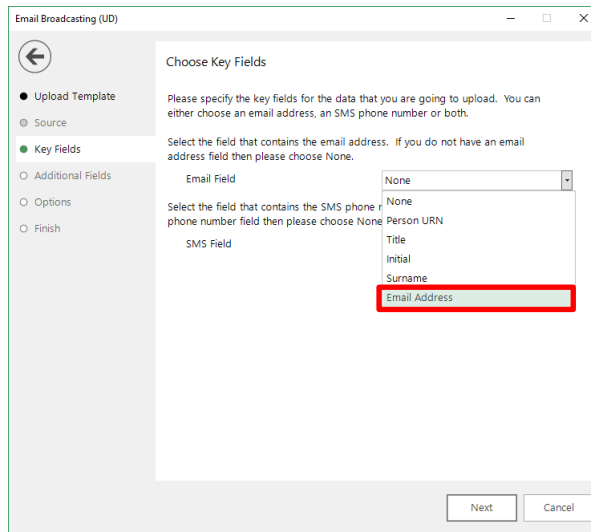 Email Broadcasting (UD)
Choose Key Fields
Upload Template
Source
Key Fields
Additional Fields
Options
Finish
Please specify the key fields for the data that you are going to upload. You can
either choose an email address, an SMS phone number or both.
Select the field that contains the email address. If you do not have an email
address field then please choose None.
Email Field
None
Select the field that contains the SMS phone
phone number field then please choose None
SMS Field
None
Person URN
Title
Initial
Surname
Email Address
Next
Cancel